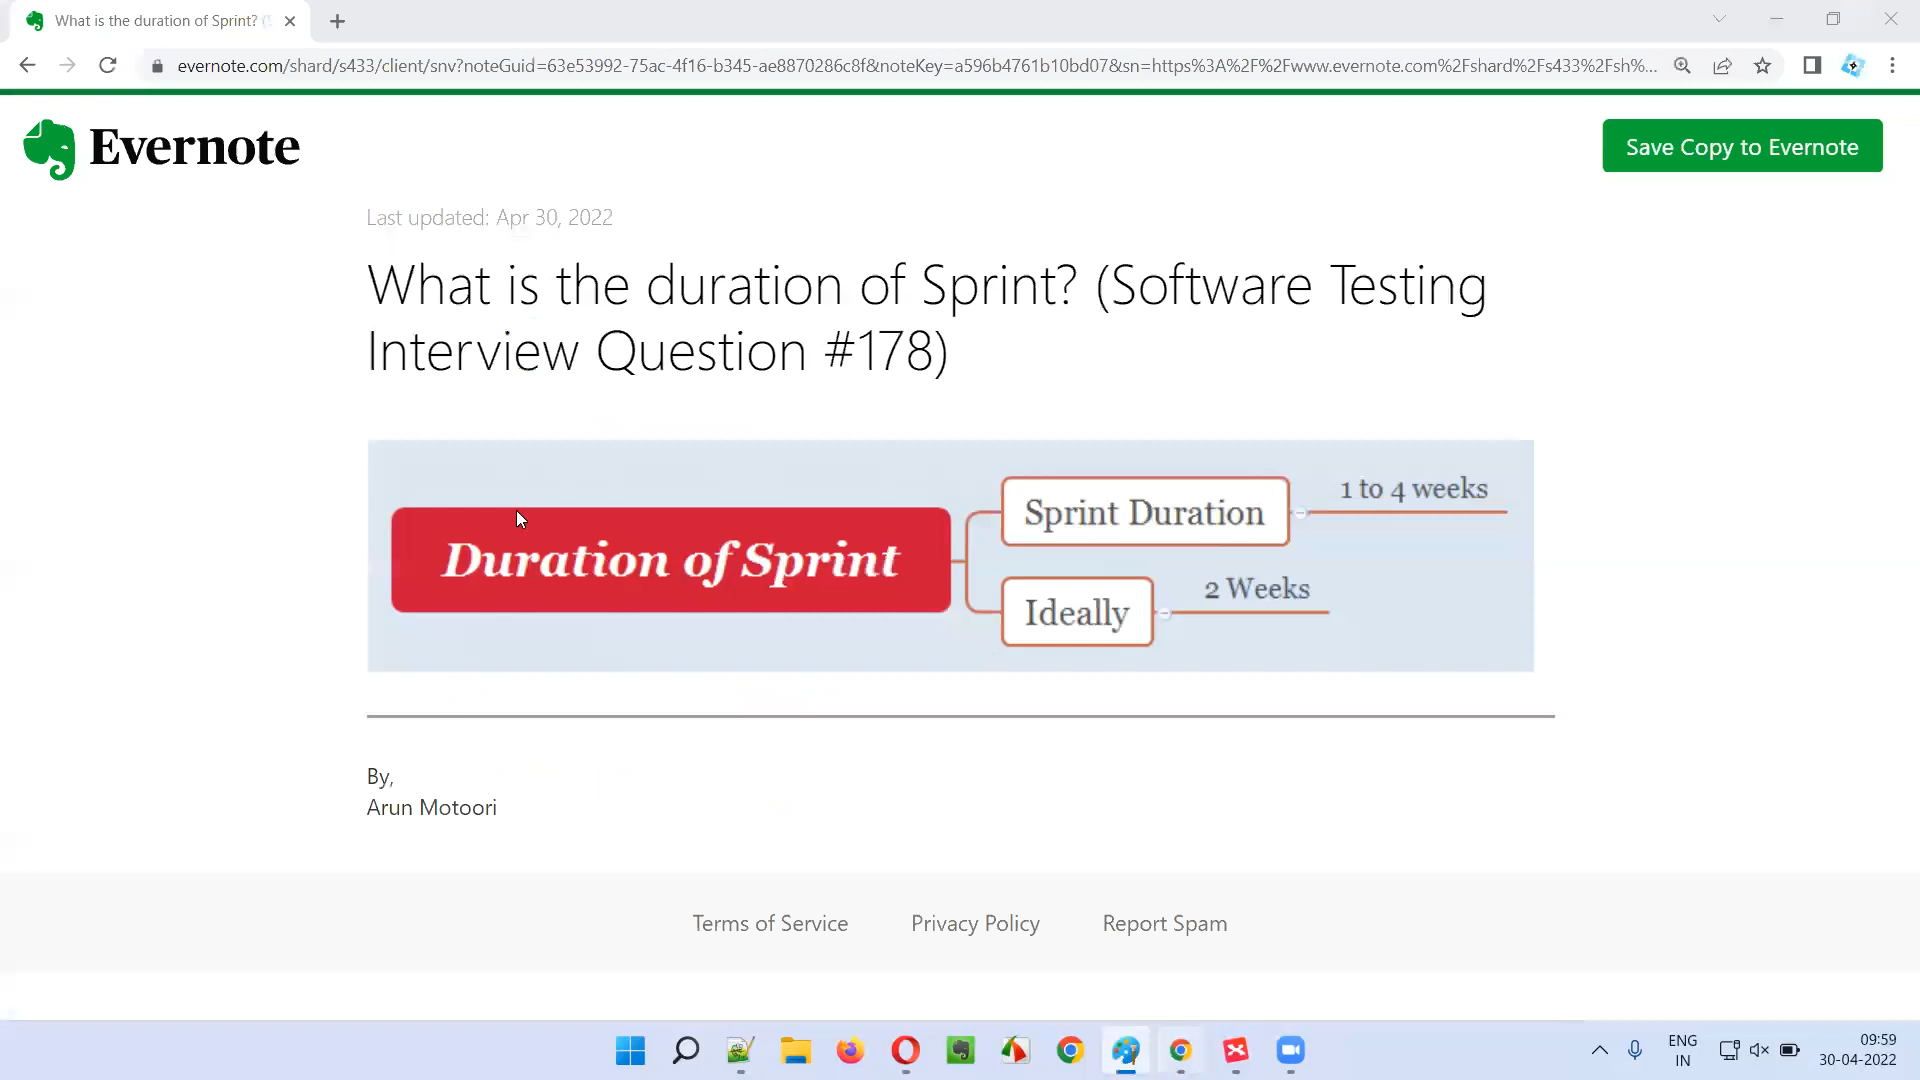 What is the duration of Sprint? (
evernote.com/shard/s433/client/snv?noteGuid=63e53992-75ac-4f16-b345-ae8870286c8f&noteKey=a596b4761b10bd07&sn=https%3A%2F%2Fwww.evernote.com%2Fshard%2Fs433%2Fsh%...
Evernote
Save Copy to Evernote
Last updated: Apr 30, 2022
What is the duration of Sprint? (Software Testing
Interview Question #178)
1 to 4 weeks
Sprint Duration
Duration of Sprint
2 Weeks
Ideally
By,
Arun Motoori
Terms of Service
Privacy Policy
Report Spam
ENG
IN
09:59
30-04-2022